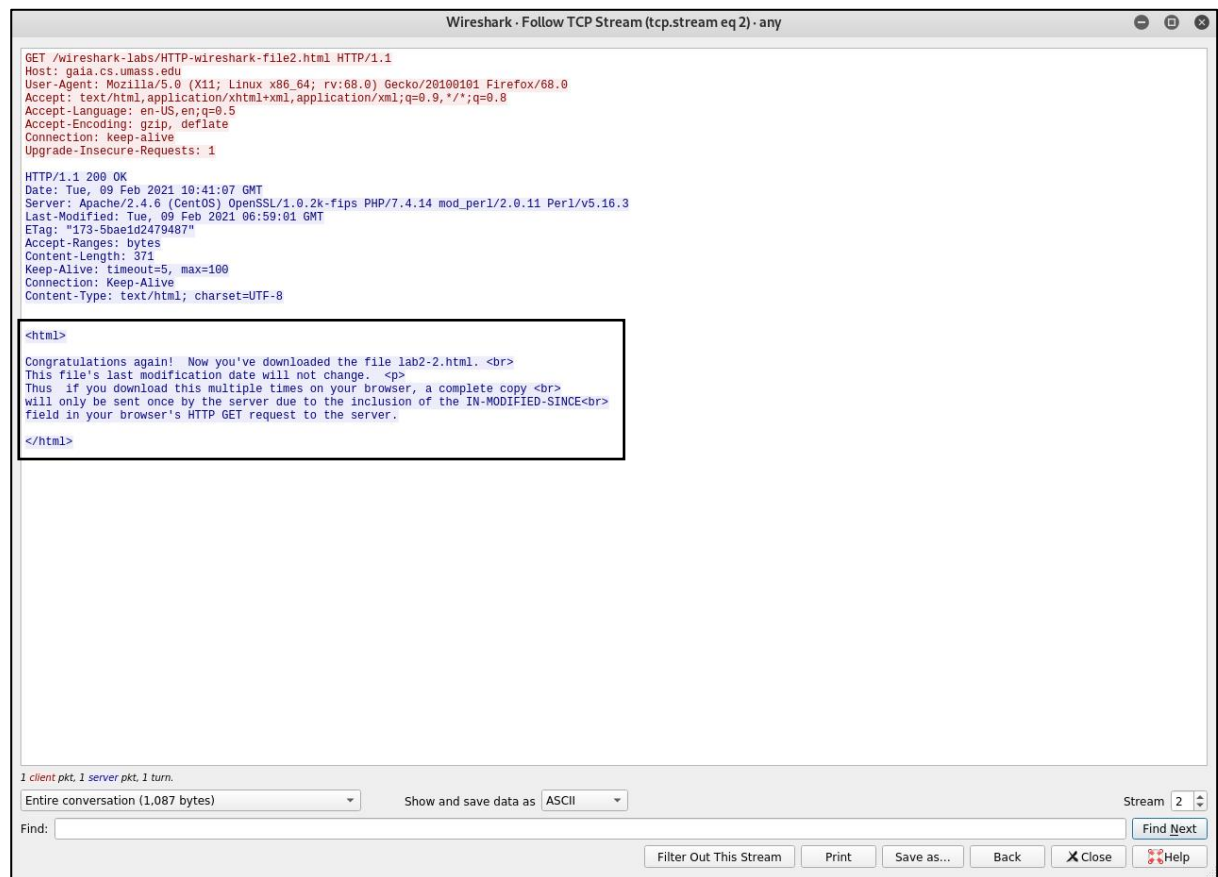 Wireshark · Follow TCP Stream (tcp.stream eq 2) · any
GET /wireshark-labs/HTTP-wireshark-file2.html HTTP/1.1
Host: gaia.cs.umass.edu
User-Agent: Mozilla/5.0 (X11; Linux x86_64; rv:68.0) Gecko/20100101 Firefox/68.0
Accept: text/html,application/xhtml+xml,application/xml;q=0.9,*/*;q=0.8
Accept-Language: en-US,en;q=0.5
Accept-Encoding: gzip, deflate
Connection: keep-alive
Upgrade-Insecure-Requests: 1
HTTP/1.1 200 OK
Date: Tue, 09 Feb 2021 10:41:07 GMT
Server: Apache/2.4.6 (CentOS) OpenSSL/1.0.2k-fips PHP/7.4.14 mod_perl/2.0.11 Perl/v5.16.3
Last-Modified: Tue, 09 Feb 2021 06:59:01 GMT
ETag: "173-5bae1d2479487"
Accept-Ranges: bytes
Content-Length: 371
Keep-Alive: timeout=5, max=100
Connection: Keep-Alive
Content-Type: text/html; charset=UTF-8
<html>
Congratulations again!  Now you've downloaded the file lab2-2.html. <br>
This file's last modification date will not change.  <p>
Thus  if you download this multiple times on your browser, a complete copy <br>
will only be sent once by the server due to the inclusion of the IN-MODIFIED-SINCE<br>
field in your browser's HTTP GET request to the server.
</html>
1 client pkt, 1 server pkt, 1 turn.
Entire conversation (1,087 bytes) Show and save data as ASCII Stream 2
Find: Find Next
Filter Out This Stream Print Save as... Back Close Help